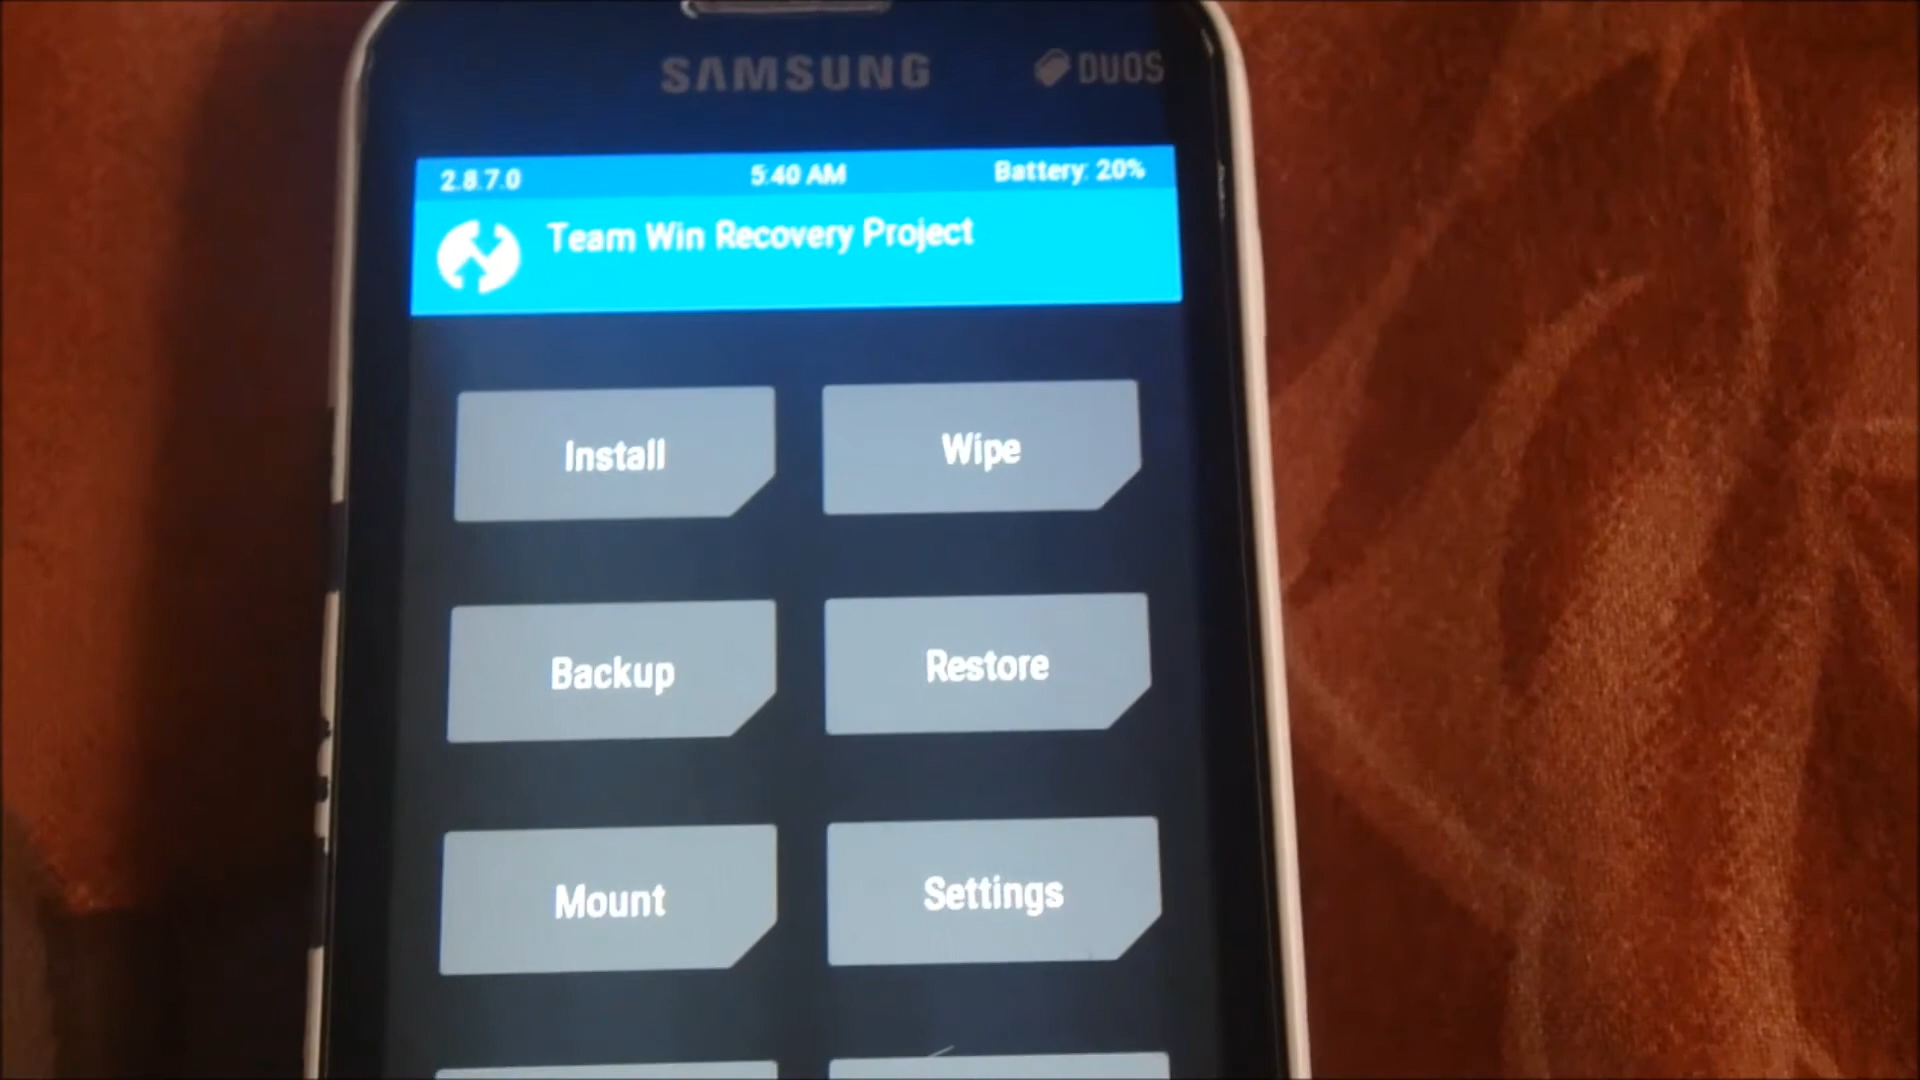 SAMSUNG DUOS
2.8.7.0 5:40 AM Battery: 20%
Team Win Recovery Project
Install Wipe
Backup Restore
Mount Settings